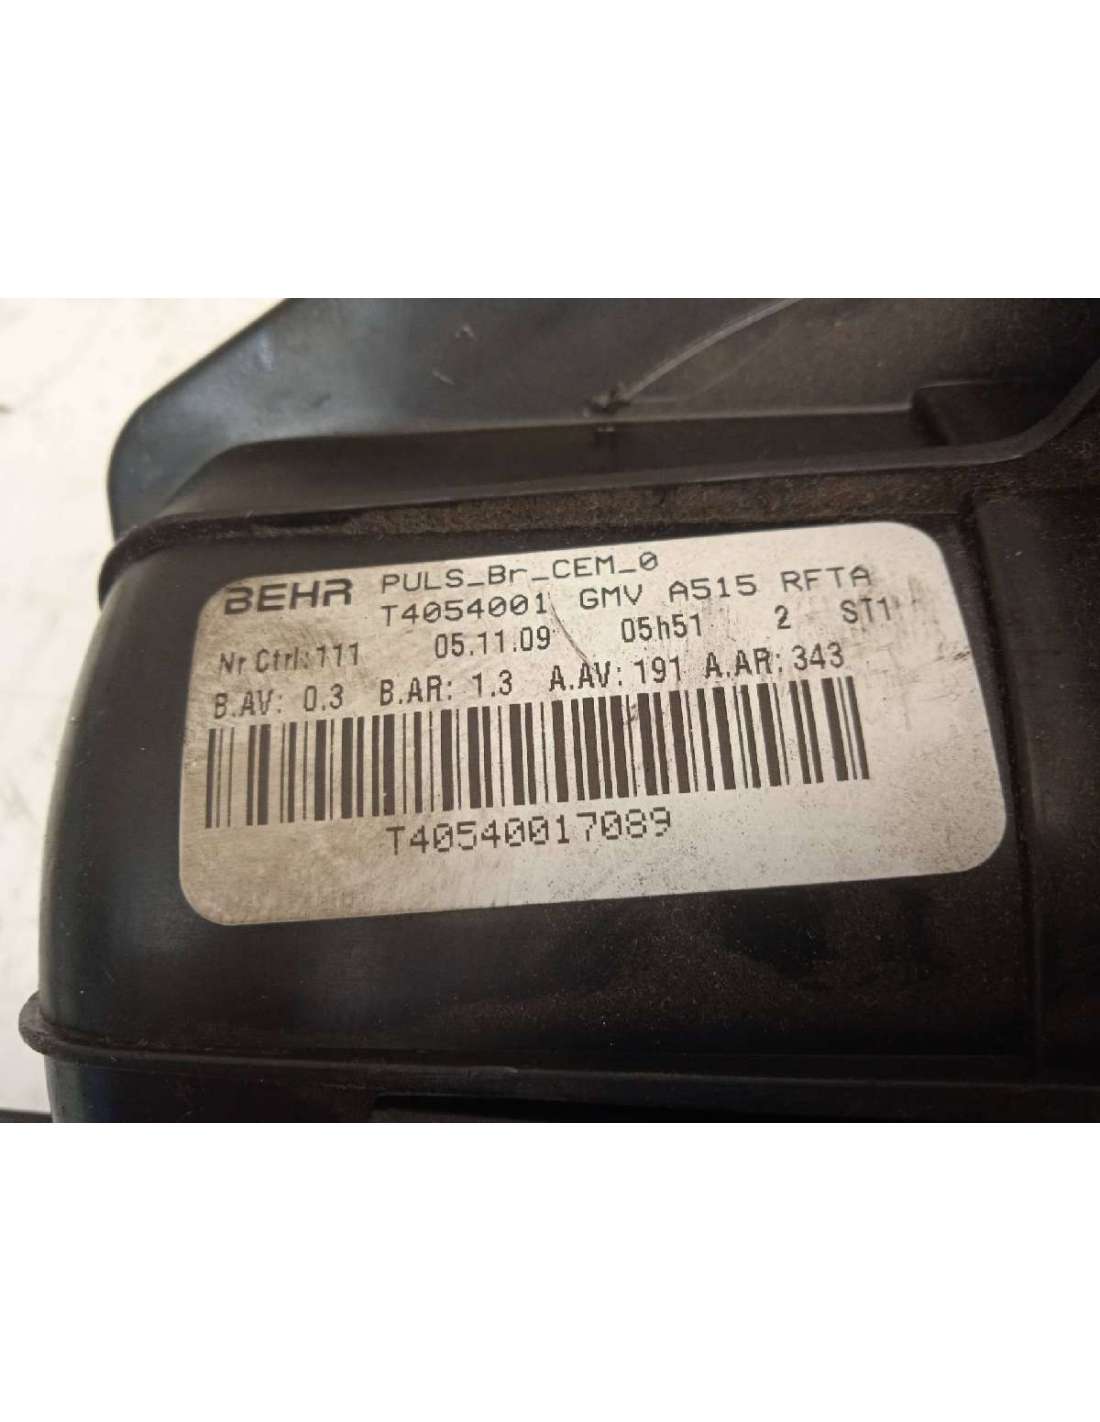 BEHR PULS_Br_CEM_0
T4054001 GMV A515 RFTA
Nr Ctrl:111 05.11.09 05h51 2 ST1
B.AV: 0.3 B.AR: 1.3 A.AV: 191 A.AR: 343
T40540017089